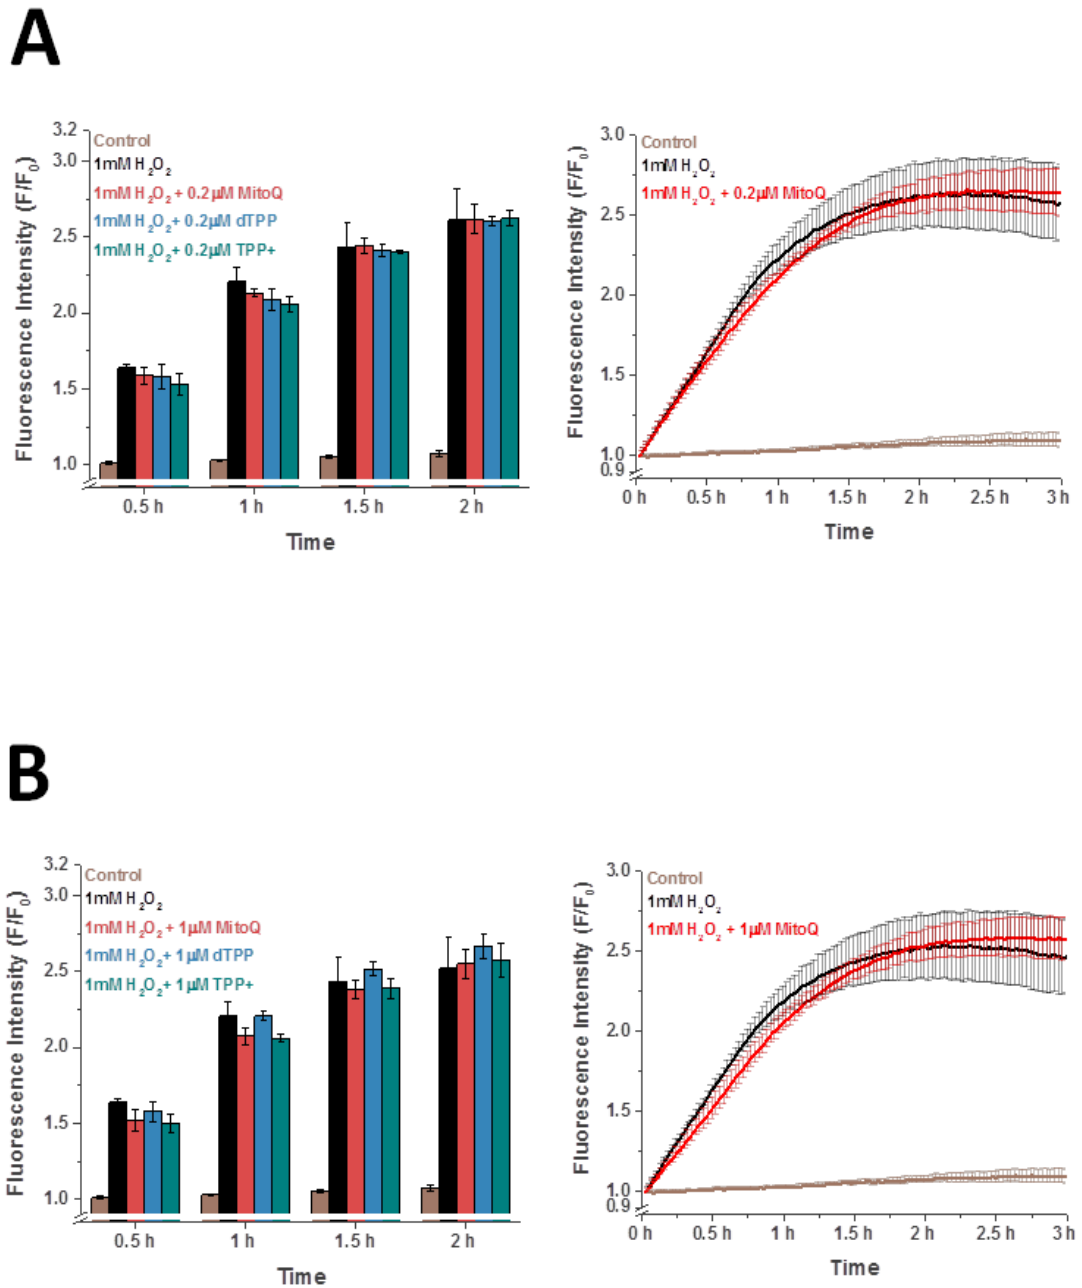 A
Fluorescence Intensity (F/F₀)
3.2
3.0
2.5
2.0
1.5
1.0
Control
1mM H₂O₂
1mM H₂O₂ + 0.2µM MitoQ
1mM H₂O₂+ 0.2µM dTPP
1mM H₂O₂+ 0.2µM TPP+
0.5 h 1 h 1.5 h 2 h
Time
Fluorescence Intensity (F/F₀)
3.0
2.5
2.0
1.5
1.0
0.9
Control
1mM H₂O₂
1mM H₂O₂ + 0.2µM MitoQ
0 h 0.5 h 1 h 1.5 h 2 h 2.5 h 3 h
Time
B
Fluorescence Intensity (F/F₀)
3.2
3.0
2.5
2.0
1.5
1.0
Control
1mM H₂O₂
1mM H₂O₂ + 1µM MitoQ
1mM H₂O₂+ 1µM dTPP
1mM H₂O₂+ 1µM TPP+
0.5 h 1 h 1.5 h 2 h
Time
Fluorescence Intensity (F/F₀)
3.0
2.5
2.0
1.5
1.0
0.9
Control
1mM H₂O₂
1mM H₂O₂ + 1µM MitoQ
0 h 0.5 h 1 h 1.5 h 2 h 2.5 h 3 h
Time